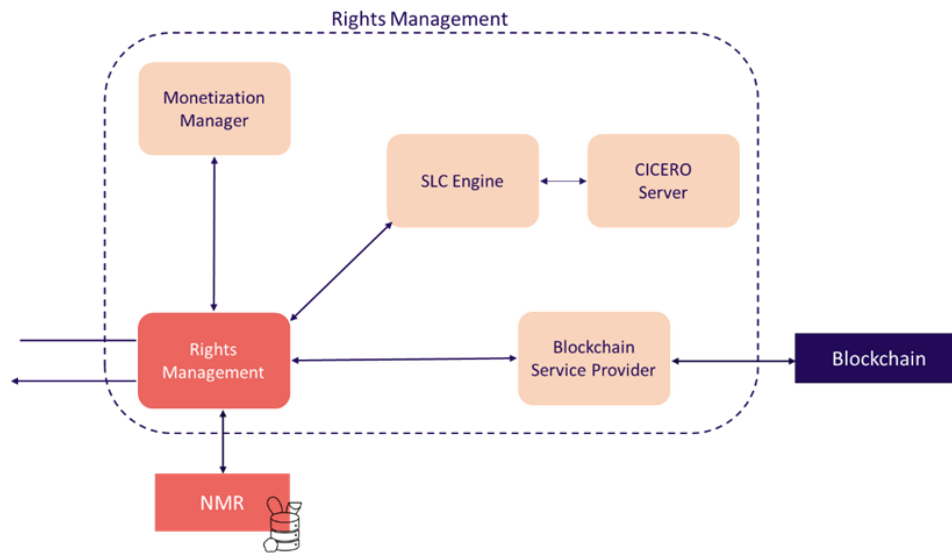 Rights Management
Monetization
Manager
SLC Engine
CICERO
Server
Rights
Management
Blockchain
Service Provider
Blockchain
NMR